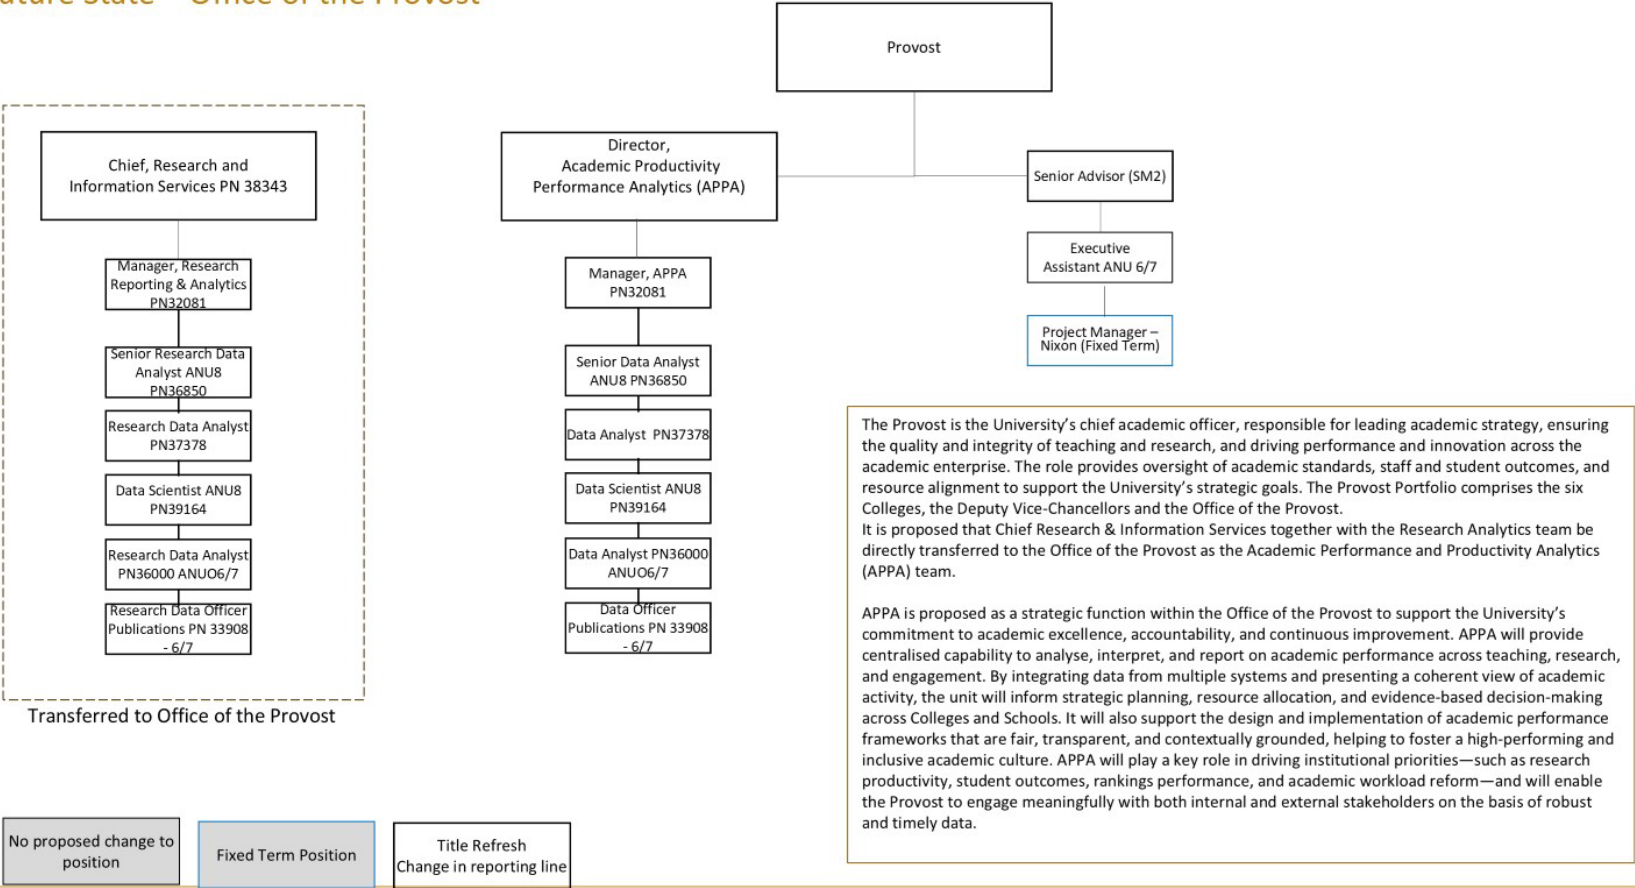 uture State – Office of the Provost
Provost
Chief, Research and
Information Services PN 38343
Manager, Research
Reporting & Analytics
PN32081
Senior Research Data
Analyst ANU8
PN36850
Research Data Analyst
PN37378
Data Scientist ANU8
PN39164
Research Data Analyst
PN36000 ANUO6/7
Research Data Officer
Publications PN 33908
- 6/7
Transferred to Office of the Provost
Director,
Academic Productivity
Performance Analytics (APPA)
Manager, APPA
PN32081
Senior Data Analyst
ANU8 PN36850
Data Analyst PN37378
Data Scientist ANU8
PN39164
Data Analyst PN36000
ANUO6/7
Data Officer
Publications PN 33908
- 6/7
Senior Advisor (SM2)
Executive
Assistant ANU 6/7
Project Manager –
Nixon (Fixed Term)
The Provost is the University’s chief academic officer, responsible for leading academic strategy, ensuring
the quality and integrity of teaching and research, and driving performance and innovation across the
academic enterprise. The role provides oversight of academic standards, staff and student outcomes, and
resource alignment to support the University’s strategic goals. The Provost Portfolio comprises the six
Colleges, the Deputy Vice-Chancellors and the Office of the Provost.
It is proposed that Chief Research & Information Services together with the Research Analytics team be
directly transferred to the Office of the Provost as the Academic Performance and Productivity Analytics
(APPA) team.
APPA is proposed as a strategic function within the Office of the Provost to support the University’s
commitment to academic excellence, accountability, and continuous improvement. APPA will provide
centralised capability to analyse, interpret, and report on academic performance across teaching, research,
and engagement. By integrating data from multiple systems and presenting a coherent view of academic
activity, the unit will inform strategic planning, resource allocation, and evidence-based decision-making
across Colleges and Schools. It will also support the design and implementation of academic performance
frameworks that are fair, transparent, and contextually grounded, helping to foster a high-performing and
inclusive academic culture. APPA will play a key role in driving institutional priorities—such as research
productivity, student outcomes, rankings performance, and academic workload reform—and will enable
the Provost to engage meaningfully with both internal and external stakeholders on the basis of robust
and timely data.
No proposed change to
position
Fixed Term Position
Title Refresh
Change in reporting line